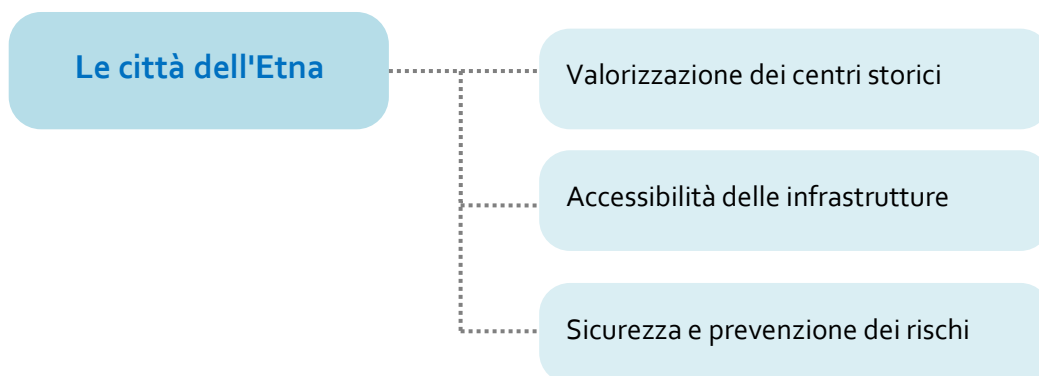 Le città dell'Etna
Valorizzazione dei centri storici
Accessibilità delle infrastrutture
Sicurezza e prevenzione dei rischi